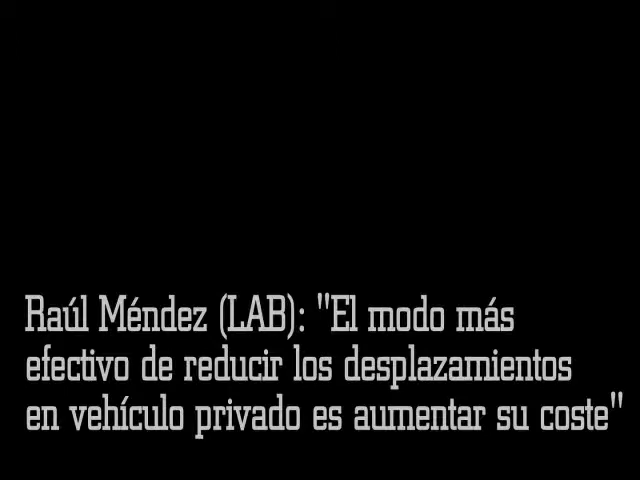 Raúl Méndez (LAB): "El modo más
efectivo de reducir los desplazamientos
en vehículo privado es aumentar su coste"